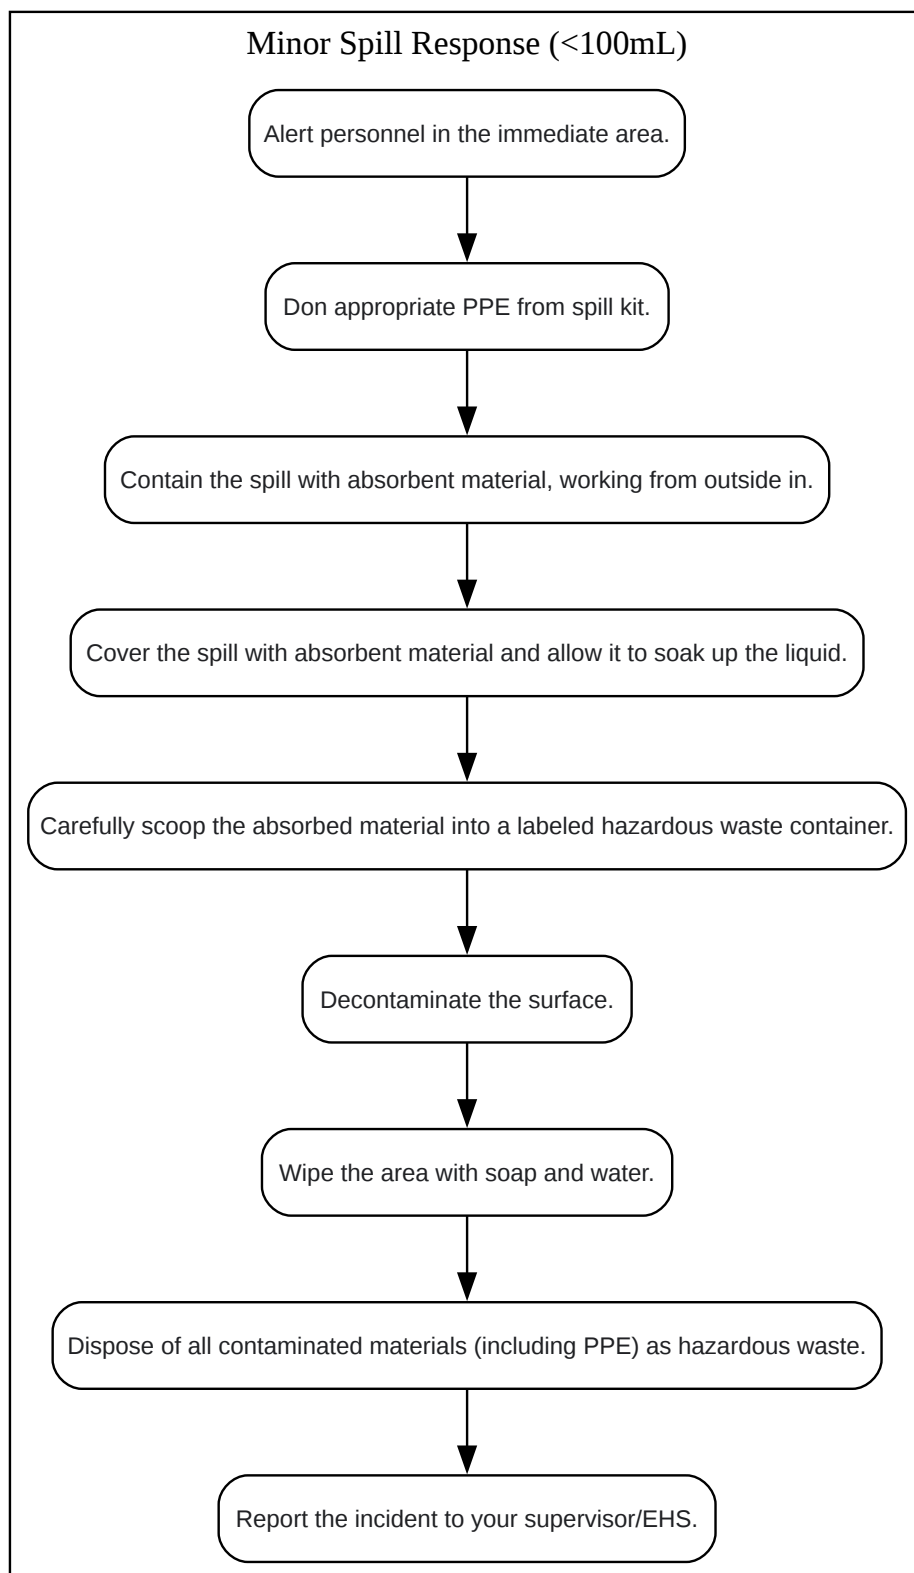 Minor Spill Response (<100mL)
Alert personnel in the immediate area.
Don appropriate PPE from spill kit.
Contain the spill with absorbent material, working from outside in.
Cover the spill with absorbent material and allow it to soak up the liquid.
Carefully scoop the absorbed material into a labeled hazardous waste container.
Decontaminate the surface.
Wipe the area with soap and water.
Dispose of all contaminated materials (including PPE) as hazardous waste.
Report the incident to your supervisor/EHS.